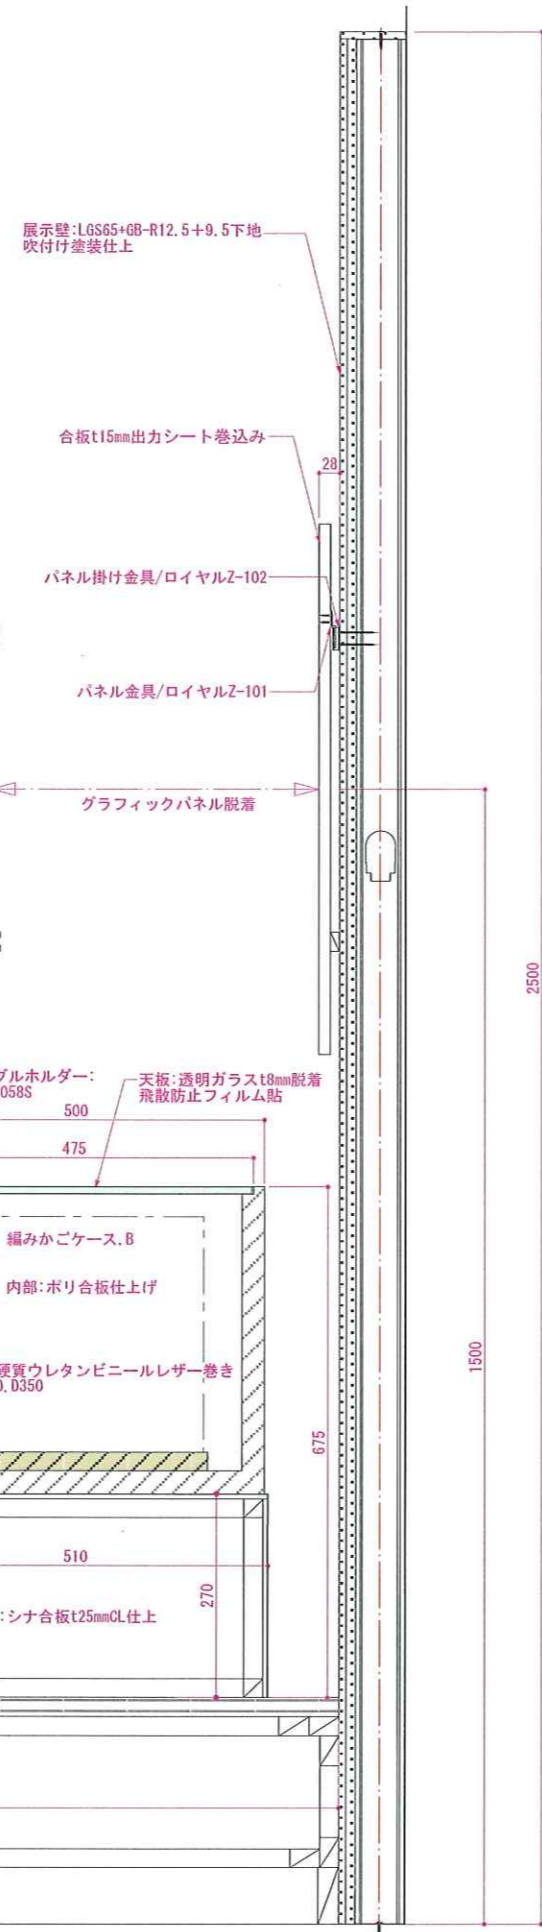 展示壁:LGS65+GB-R12.5+9.5下地
吹付け塗装仕上
合板t15mm出力シート巻込み
28
パネル掛け金具/ロイヤルZ-102
パネル金具/ロイヤルZ-101
グラフィックパネル脱着
2500
ブルホルダー:
058S
天板:透明ガラスt8mm脱着
飛散防止フィルム貼
500
475
編みかごケース.B
内部:ポリ合板仕上げ
1500
硬質ウレタンビニールレザー巻き
0.D350
675
510
270
:シナ合板t25mmCL仕上